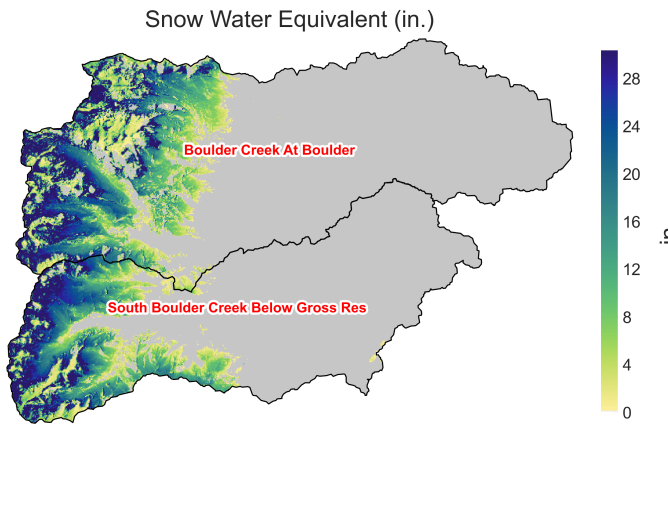 Snow Water Equivalent (in.)
Boulder Creek At Boulder
South Boulder Creek Below Gross Res
28
24
20
16
12
8
4
0
in